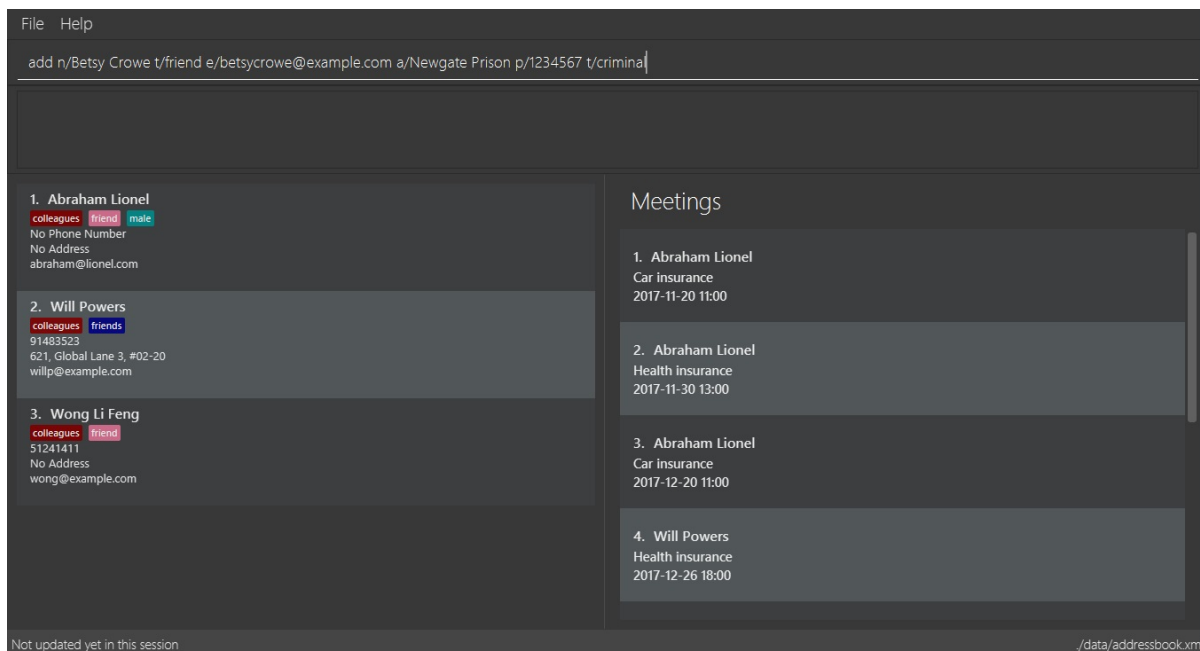 File Help
add n/Betsy Crowe t/friend e/betsycrowe@example.com a/Newgate Prison p/1234567 t/criminal
1. Abraham Lionel
colleagues friend male
No Phone Number
No Address
abraham@lionel.com
2. Will Powers
colleagues friends
91483523
621, Global Lane 3, #02-20
willp@example.com
3. Wong Li Feng
colleagues friend
51241411
No Address
wong@example.com
Meetings
1. Abraham Lionel
Car insurance
2017-11-20 11:00
2. Abraham Lionel
Health insurance
2017-11-30 13:00
3. Abraham Lionel
Car insurance
2017-12-20 11:00
4. Will Powers
Health insurance
2017-12-26 18:00
Not updated yet in this session
./data/addressbook.xm